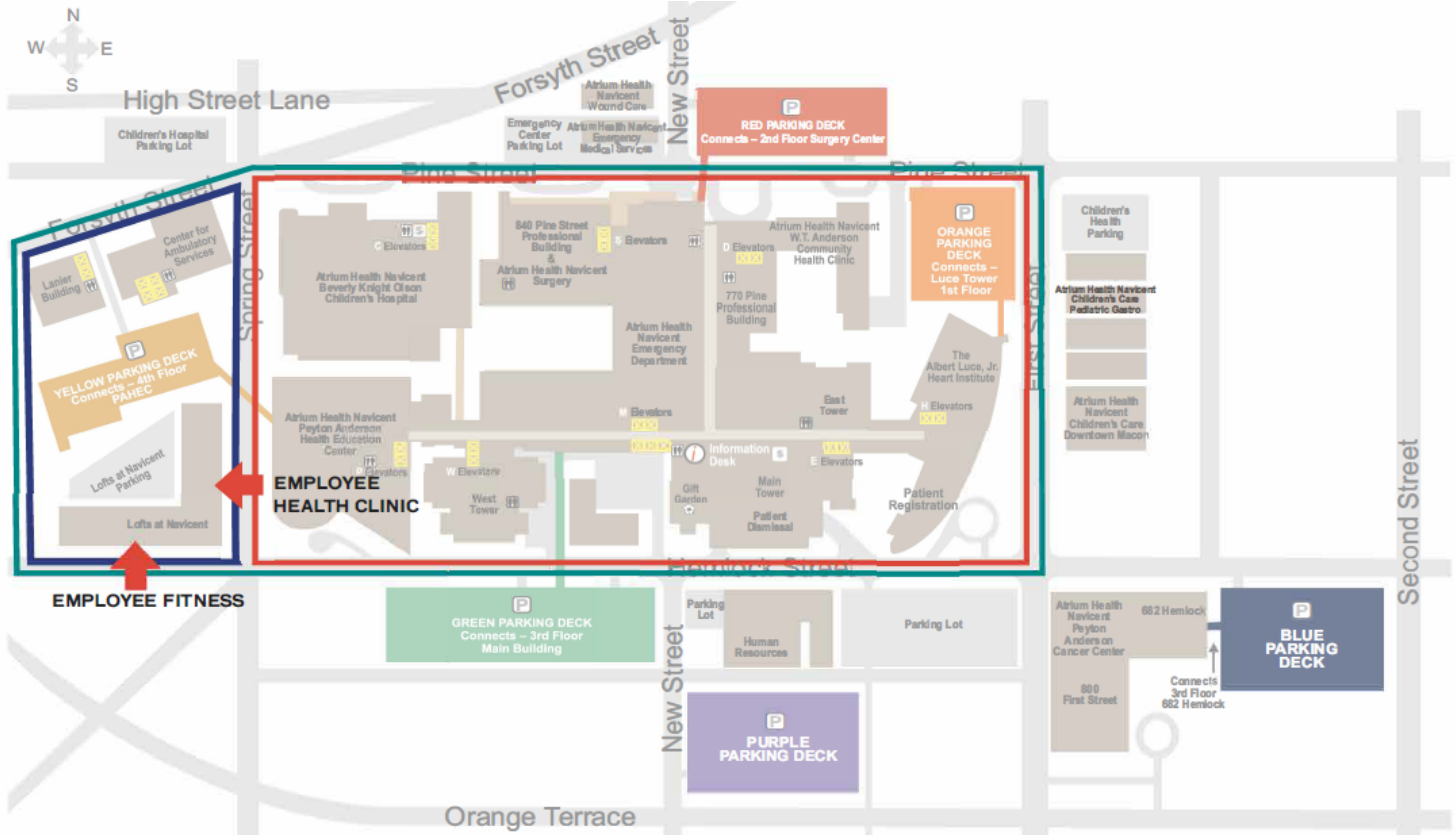 N
W E
S
High Street Lane
Forsyth Street
New Street
Atrium Health
Navicent
Wound Care
Children's Hospital
Parking Lot
Emergency
Center
Parking Lot
Atrium Health Navicent
Emergency
Medical Services
P
RED PARKING DECK
Connects – 2nd Floor Surgery Center
Pine Street
Pine Street
Forsyth Street
Spring Street
Center for
Ambulatory
Services
Lanier
Building
P
YELLOW PARKING DECK
Connects – 4th Floor
PAHEC
Lofts at Navicent
Parking
Lofts at Navicent
S
C Elevators
Atrium Health Navicent
Beverly Knight Olson
Children's Hospital
840 Pine Street
Professional
Building
&
Atrium Health Navicent
Surgery
S Elevators
Atrium Health
Navicent
Emergency
Department
D Elevators
770 Pine
Professional
Building
Atrium Health Navicent
W.T. Anderson
Community
Health Clinic
P
ORANGE
PARKING
DECK
Connects –
Luce Tower
1st Floor
First Street
Children's
Health
Parking
Atrium Health Navicent
Children's Care
Pediatric Gastro
Atrium Health
Navicent
Children's Care
Downtown Macon
The
Albert Luce, Jr.
Heart Institute
H Elevators
East
Tower
Atrium Health Navicent
Peyton Anderson
Health Education
Center
P Elevators
W Elevators
West
Tower
M Elevators
i
Information
Desk
S
E Elevators
Gift
Garden
Main
Tower
Patient
Dismissal
Patient
Registration
EMPLOYEE
HEALTH CLINIC
EMPLOYEE FITNESS
Hemlock Street
Second Street
P
GREEN PARKING DECK
Connects – 3rd Floor
Main Building
New Street
Parking
Lot
Human
Resources
Parking Lot
Atrium Health
Navicent
Peyton
Anderson
Cancer Center
682 Hemlock
800
First Street
Connects
3rd Floor
682 Hemlock
P
BLUE
PARKING
DECK
P
PURPLE
PARKING DECK
Orange Terrace